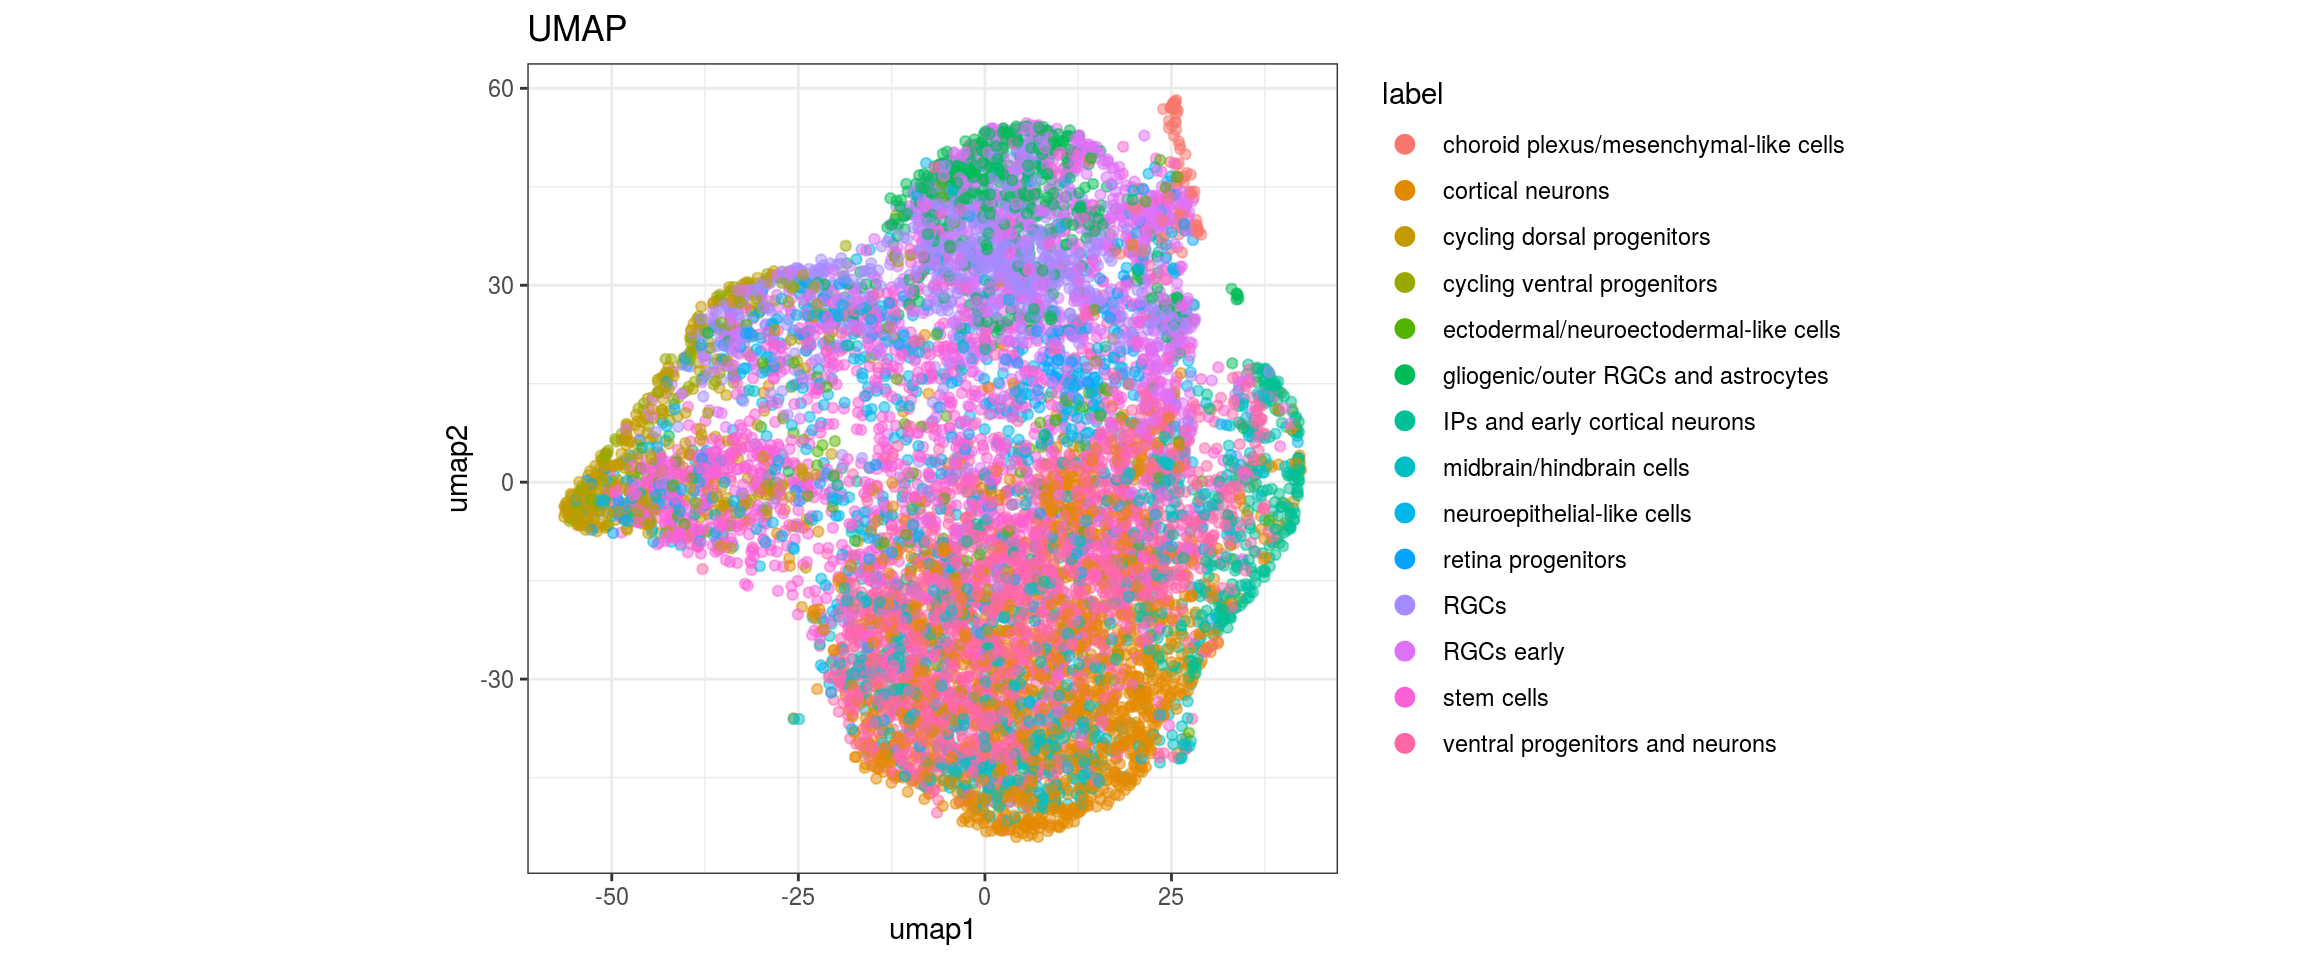 UMAP
60
30
0
-30
umap2
-50
-25
0
25
umap1
label
choroid plexus/mesenchymal-like cells
cortical neurons
cycling dorsal progenitors
cycling ventral progenitors
ectodermal/neuroectodermal-like cells
gliogenic/outer RGCs and astrocytes
IPs and early cortical neurons
midbrain/hindbrain cells
neuroepithelial-like cells
retina progenitors
RGCs
RGCs early
stem cells
ventral progenitors and neurons